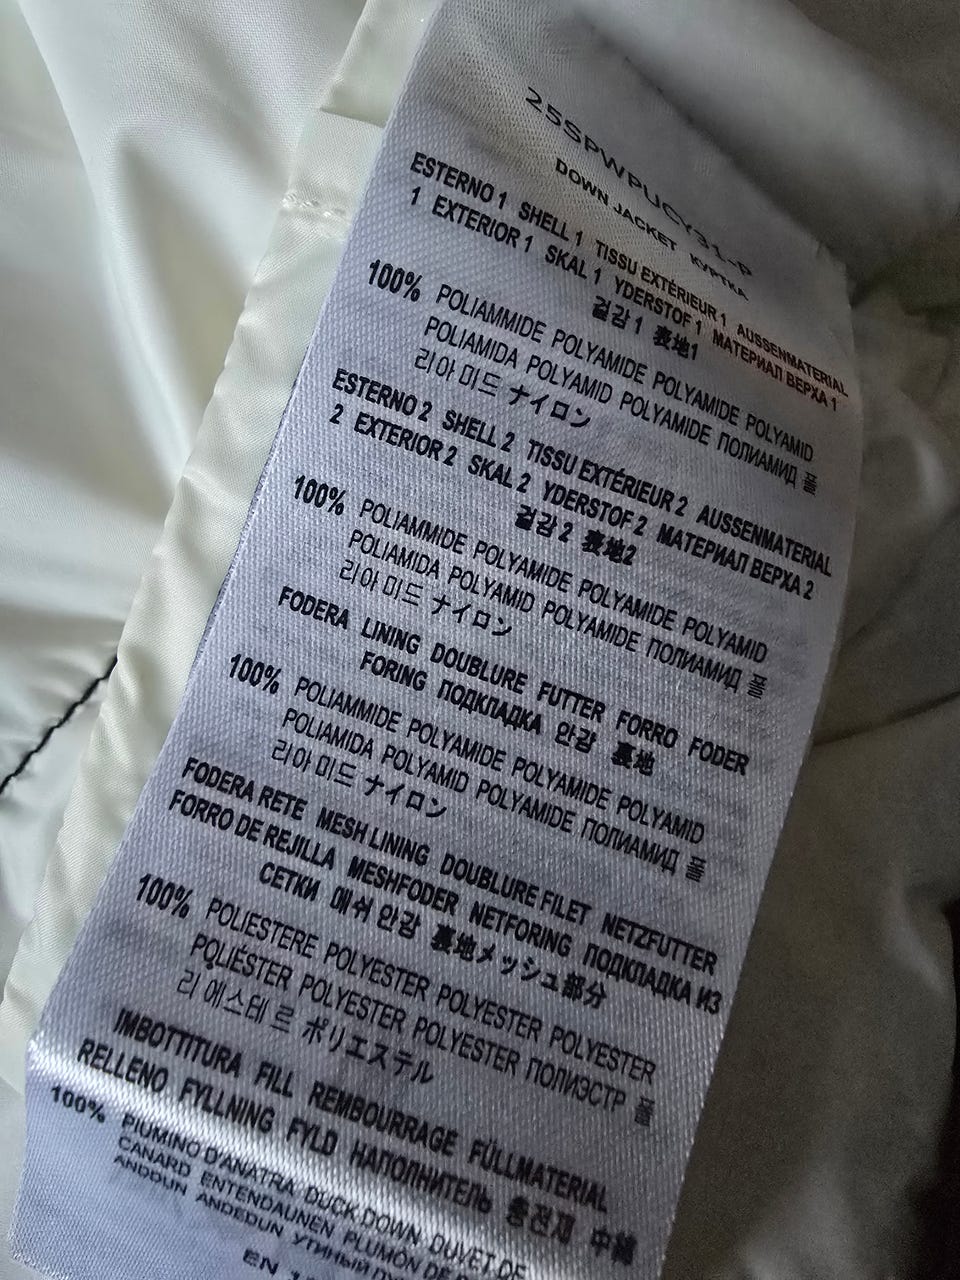 25SPWPUCY31-P
DOWN JACKET КУРТКА
ESTERNO 1 SHELL 1 TISSU EXTÉRIEUR 1 AUSSENMATERIAL
1 EXTERIOR 1 SKAL 1 YDERSTOF 1 МАТЕРИАЛ ВЕРХА 1
겉감 1 表地1
100% POLIAMMIDE POLYAMIDE POLYAMIDE POLYAMID
POLIAMIDA POLYAMID POLYAMIDE ПОЛИАМИД 폴
리아미드 ナイロン
ESTERNO 2 SHELL 2 TISSU EXTÉRIEUR 2 AUSSENMATERIAL
2 EXTERIOR 2 SKAL 2 YDERSTOF 2 МАТЕРИАЛ ВЕРХА 2
겉감 2 表地2
100% POLIAMMIDE POLYAMIDE POLYAMIDE POLYAMID
POLIAMIDA POLYAMID POLYAMIDE ПОЛИАМИД 폴
리아미드 ナイロン
FODERA LINING DOUBLURE FUTTER FORRO FODER
FORING ПОДКЛАДКА 안감 裏地
100% POLIAMMIDE POLYAMIDE POLYAMIDE POLYAMID
POLIAMIDA POLYAMID POLYAMIDE ПОЛИАМИД 폴
리아미드 ナイロン
FODERA RETE MESH LINING DOUBLURE FILET NETZFUTTER
FORRO DE REJILLA MESHFODER NETFORING ПОДКЛАДКА ИЗ
СЕТКИ 매쉬 안감 裏地メッシュ部分
100% POLIESTERE POLYESTER POLYESTER POLYESTER
POLIÉSTER POLYESTER POLYESTER ПОЛИЭСТР 폴
리에스테르 ポリエステル
IMBOTTITURA FILL REMBOURRAGE FÜLLMATERIAL
RELLENO FYLLNING FYLD НАПОЛНИТЕЛЬ 충전재 中綿
100% PIUMINO D'ANATRA DUCK DOWN DUVET DE
CANARD ENTENDAUNEN PLUMÓN DE
ANDDUN ANDEDUN УТИНЫЙ
EN